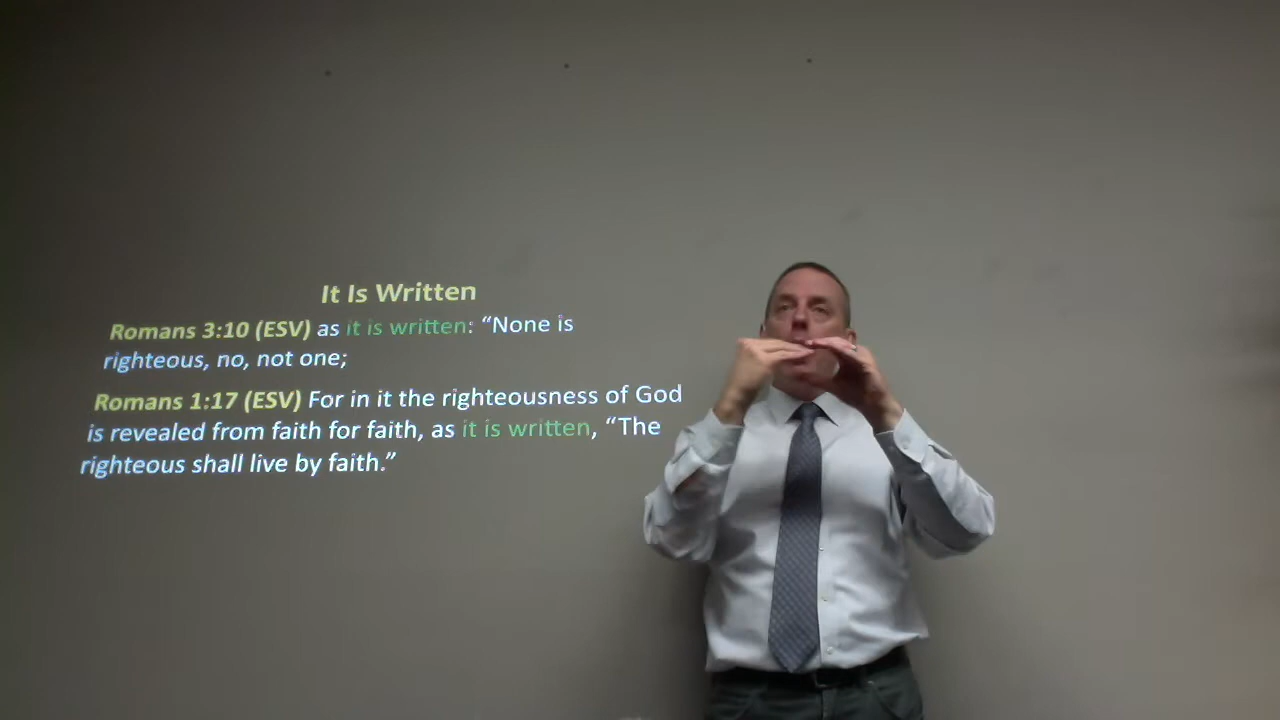 It Is Written
Romans 3:10 (ESV) as it is written: “None is
righteous, no, not one;
Romans 1:17 (ESV) For in it the righteousness of God
is revealed from faith for faith, as it is written, “The
righteous shall live by faith.”